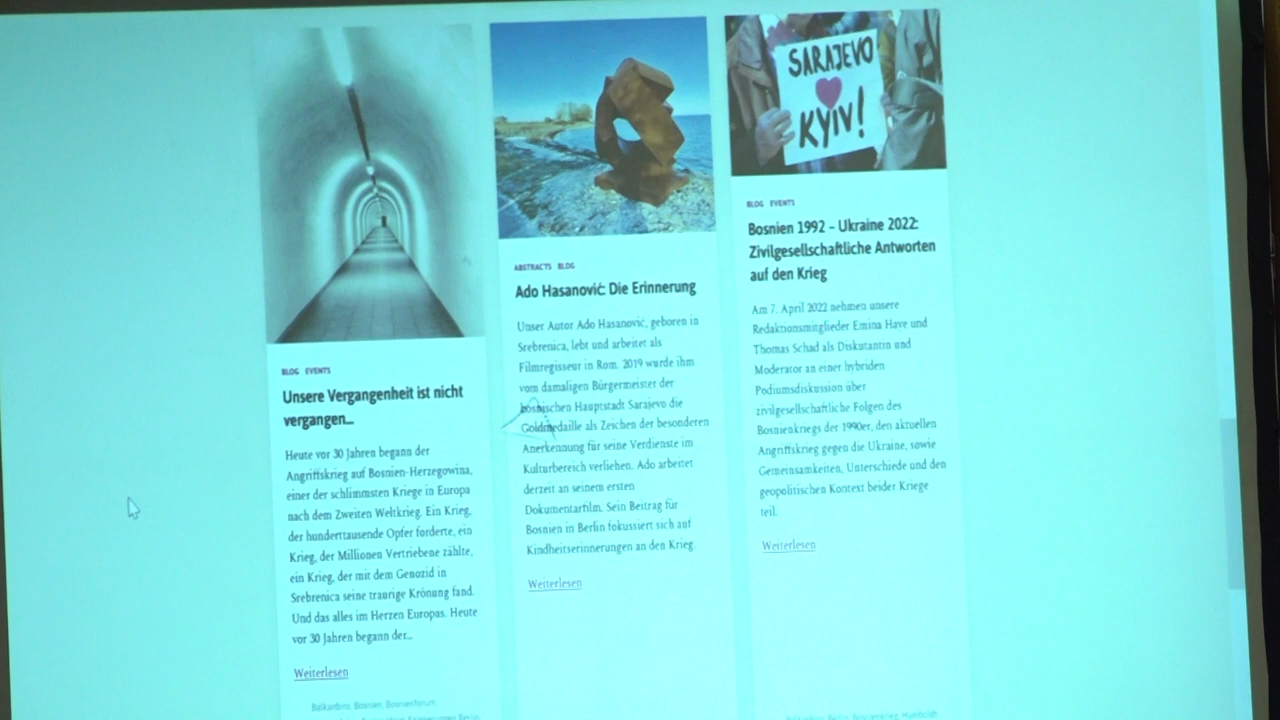 BLOG EVENTS
Unsere Vergangenheit ist nicht
vergangen...
Heute vor 30 Jahren begann der
Angriffskrieg auf Bosnien-Herzegowina,
einer der schlimmsten Kriege in Europa
nach dem Zweiten Weltkrieg. Ein Krieg,
der hunderttausende Opfer forderte, ein
Krieg, der Millionen Vertriebene zählte,
ein Krieg, der mit dem Genozid in
Srebrenica seine traurige Krönung fand.
Und das alles im Herzen Europas. Heute
vor 30 Jahren begann der...
Weiterlesen
Balkanbüro, Bosnien, Bosnienforum,
ABSTRACTS BLOG
Ado Hasanović: Die Erinnerung
Unser Autor Ado Hasanović, geboren in
Srebrenica, lebt und arbeitet als
Filmregisseur in Rom. 2019 wurde ihm
vom damaligen Bürgermeister der
bosnischen Hauptstadt Sarajevo die
Goldmedaille als Zeichen der besonderen
Anerkennung für seine Verdienste im
Kulturbereich verliehen. Ado arbeitet
derzeit an seinem ersten
Dokumentarfilm. Sein Beitrag für
Bosnien in Berlin fokussiert sich auf
Kindheitserinnerungen an den Krieg.
Weiterlesen
SARAJEVO
KYIV!
BLOG EVENTS
Bosnien 1992 – Ukraine 2022:
Zivilgesellschaftliche Antworten
auf den Krieg
Am 7. April 2022 nehmen unsere
Redaktionsmitglieder Emina Haye und
Thomas Schad als Diskutantin und
Moderator an einer hybriden
Podiumsdiskussion über
zivilgesellschaftliche Folgen des
Bosnienkriegs der 1990er, den aktuellen
Angriffskrieg gegen die Ukraine, sowie
Gemeinsamkeiten, Unterschiede und den
geopolitischen Kontext beider Kriege
teil.
Weiterlesen